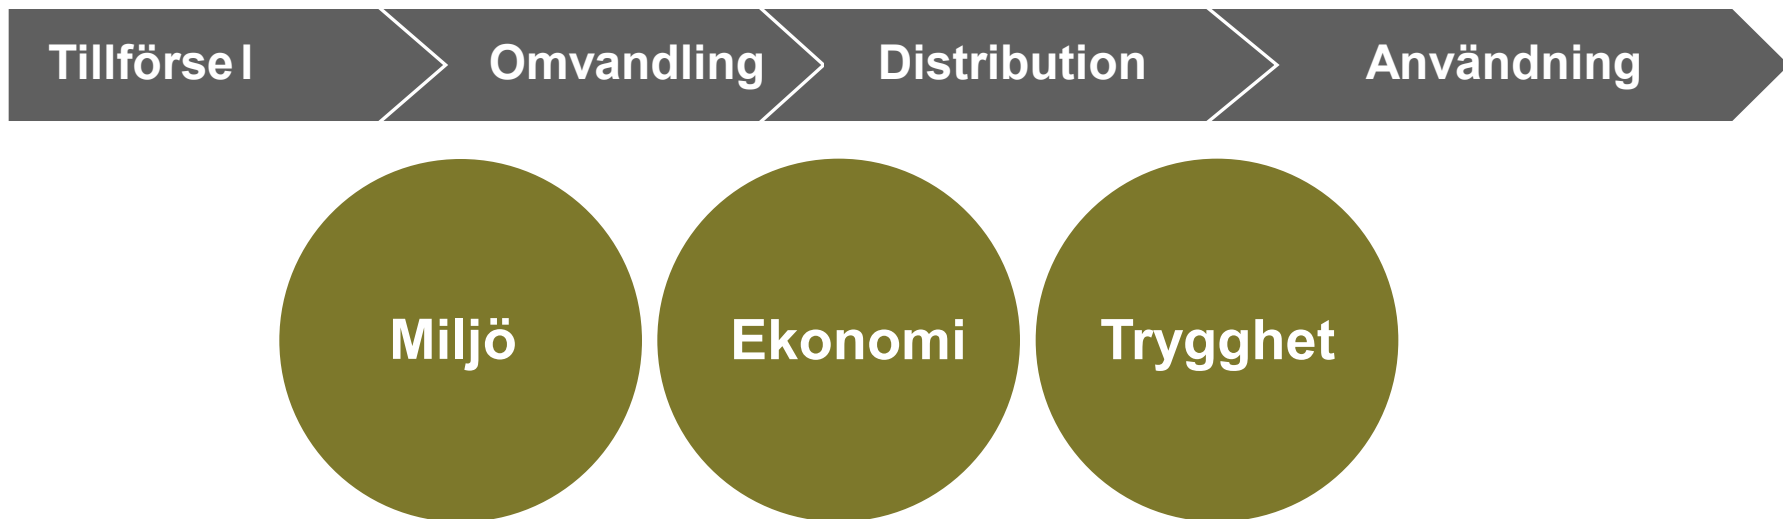 Tillförsel Omvandling Distribution Användning
Miljö Ekonomi Trygghet